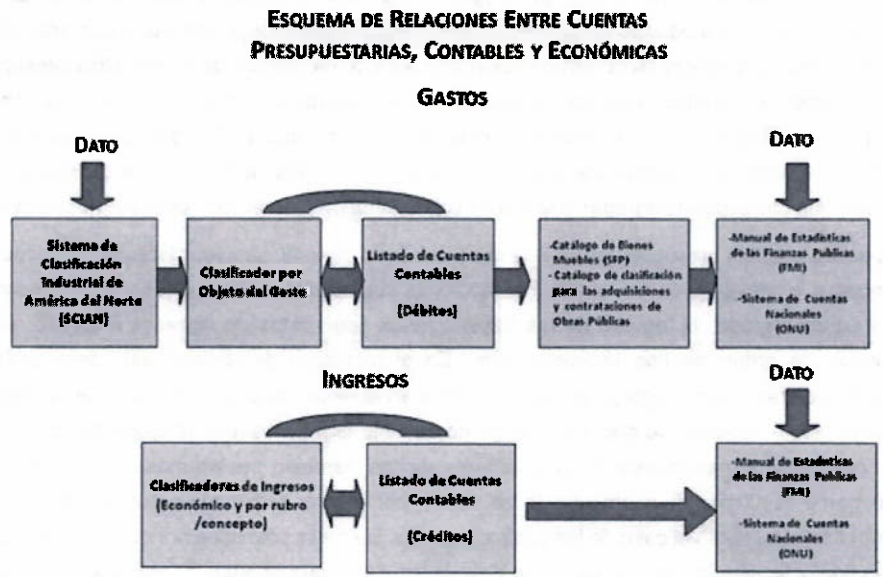 ESQUEMA DE RELACIONES ENTRE CUENTAS
PRESUPUESTARIAS, CONTABLES Y ECONÓMICAS
GASTOS
DATO
DATO
Sistema de
Clasificación
Industrial de
América del Norte
(SCIAN)
Clasificador por
Objeto del Gasto
Listado de Cuentas
Contables
(Débitos)
-Catálogo de Bienes
Muebles (SFP)
- Catálogo de clasificación
para las adquisiciones
y contrataciones de
Obras Públicas
-Manual de Estadísticas
de las Finanzas Publicas
(FMI)
-Sistema de Cuentas
Nacionales
(ONU)
INGRESOS
DATO
Clasificadores de Ingresos
(Económico y por rubro
/concepto)
Listado de Cuentas
Contables
(Créditos)
-Manual de Estadísticas
de las Finanzas Publicas
(FMI)
-Sistema de Cuentas
Nacionales
(ONU)